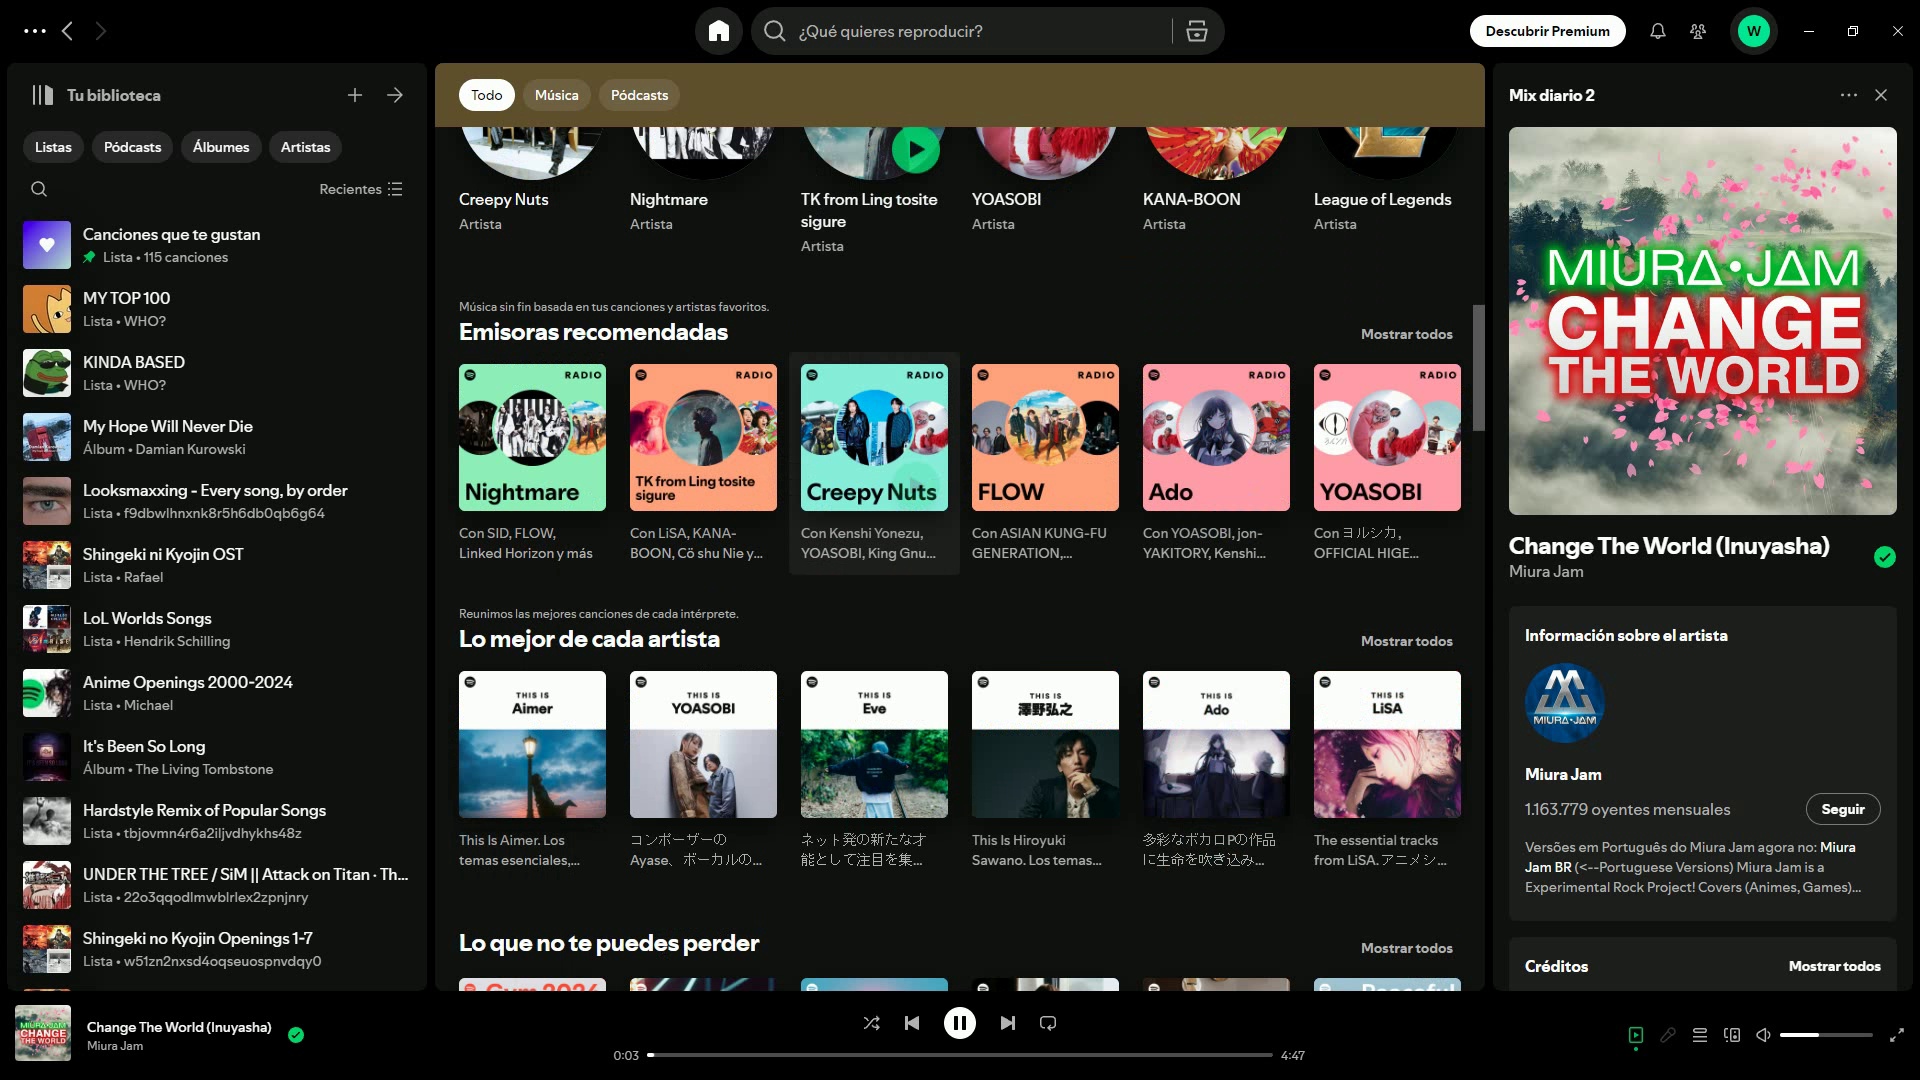 ¿Qué quieres reproducir?
Descubrir Premium
W
Tu biblioteca
Listas
Pódcasts
Álbumes
Artistas
Recientes
Canciones que te gustan
Lista • 115 canciones
MY TOP 100
Lista • WHO?
KINDA BASED
Lista • WHO?
My Hope Will Never Die
Álbum • Damian Kurowski
Looksmaxxing - Every song, by order
Lista • f9dbwlhnxnk8r5h6db0qb6g64
Shingeki ni Kyojin OST
Lista • Rafael
LoL Worlds Songs
Lista • Hendrik Schilling
Anime Openings 2000-2024
Lista • Michael
It's Been So Long
Álbum • The Living Tombstone
Hardstyle Remix of Popular Songs
Lista • tbjovmn4r6a2iljvdhykhs48z
UNDER THE TREE / SiM || Attack on Titan · Th...
Lista • 22o3qqodlmwblrlex2zpnjnry
Shingeki no Kyojin Openings 1-7
Lista • w51zn2nxsd4oqseuospnvdqy0
Todo
Música
Pódcasts
Creepy Nuts
Artista
Nightmare
Artista
TK from Ling tosite
sigure
Artista
YOASOBI
Artista
KANA-BOON
Artista
League of Legends
Artista
Música sin fin basada en tus canciones y artistas favoritos.
Emisoras recomendadas
Mostrar todos
RADIO
Nightmare
Con SID, FLOW,
Linked Horizon y más
RADIO
TK from Ling tosite
sigure
Con LiSA, KANA-
BOON, Cö shu Nie y...
RADIO
Creepy Nuts
Con Kenshi Yonezu,
YOASOBI, King Gnu...
RADIO
FLOW
Con ASIAN KUNG-FU
GENERATION,...
RADIO
Ado
Con YOASOBI, jon-
YAKITORY, Kenshi...
RADIO
YOASOBI
Con ヨルシカ,
OFFICIAL HIGE...
Reunimos las mejores canciones de cada intérprete.
Lo mejor de cada artista
Mostrar todos
THIS IS
Aimer
This Is Aimer. Los
temas esenciales,...
THIS IS
YOASOBI
コンポーザーの
Ayase、ボーカルの...
THIS IS
Eve
ネット発の新たな才
能として注目を集...
THIS IS
澤野弘之
This Is Hiroyuki
Sawano. Los temas...
THIS IS
Ado
多彩なボカロPの作品
に生命を吹き込み...
THIS IS
LiSA
The essential tracks
from LiSA. アニメシ...
Lo que no te puedes perder
Mostrar todos
Gym 2024
Peaceful
Mix diario 2
MIURA•JAM
CHANGE
THE WORLD
Change The World (Inuyasha)
Miura Jam
Información sobre el artista
MIURA•JAM
Miura Jam
1.163.779 oyentes mensuales
Seguir
Versões em Português do Miura Jam agora no: Miura
Jam BR (<--Portuguese Versions) Miura Jam is a
Experimental Rock Project! Covers (Animes, Games)...
Créditos
Mostrar todos
MIURA•JAM
CHANGE
THE WORLD
Change The World (Inuyasha)
Miura Jam
0:03
4:47